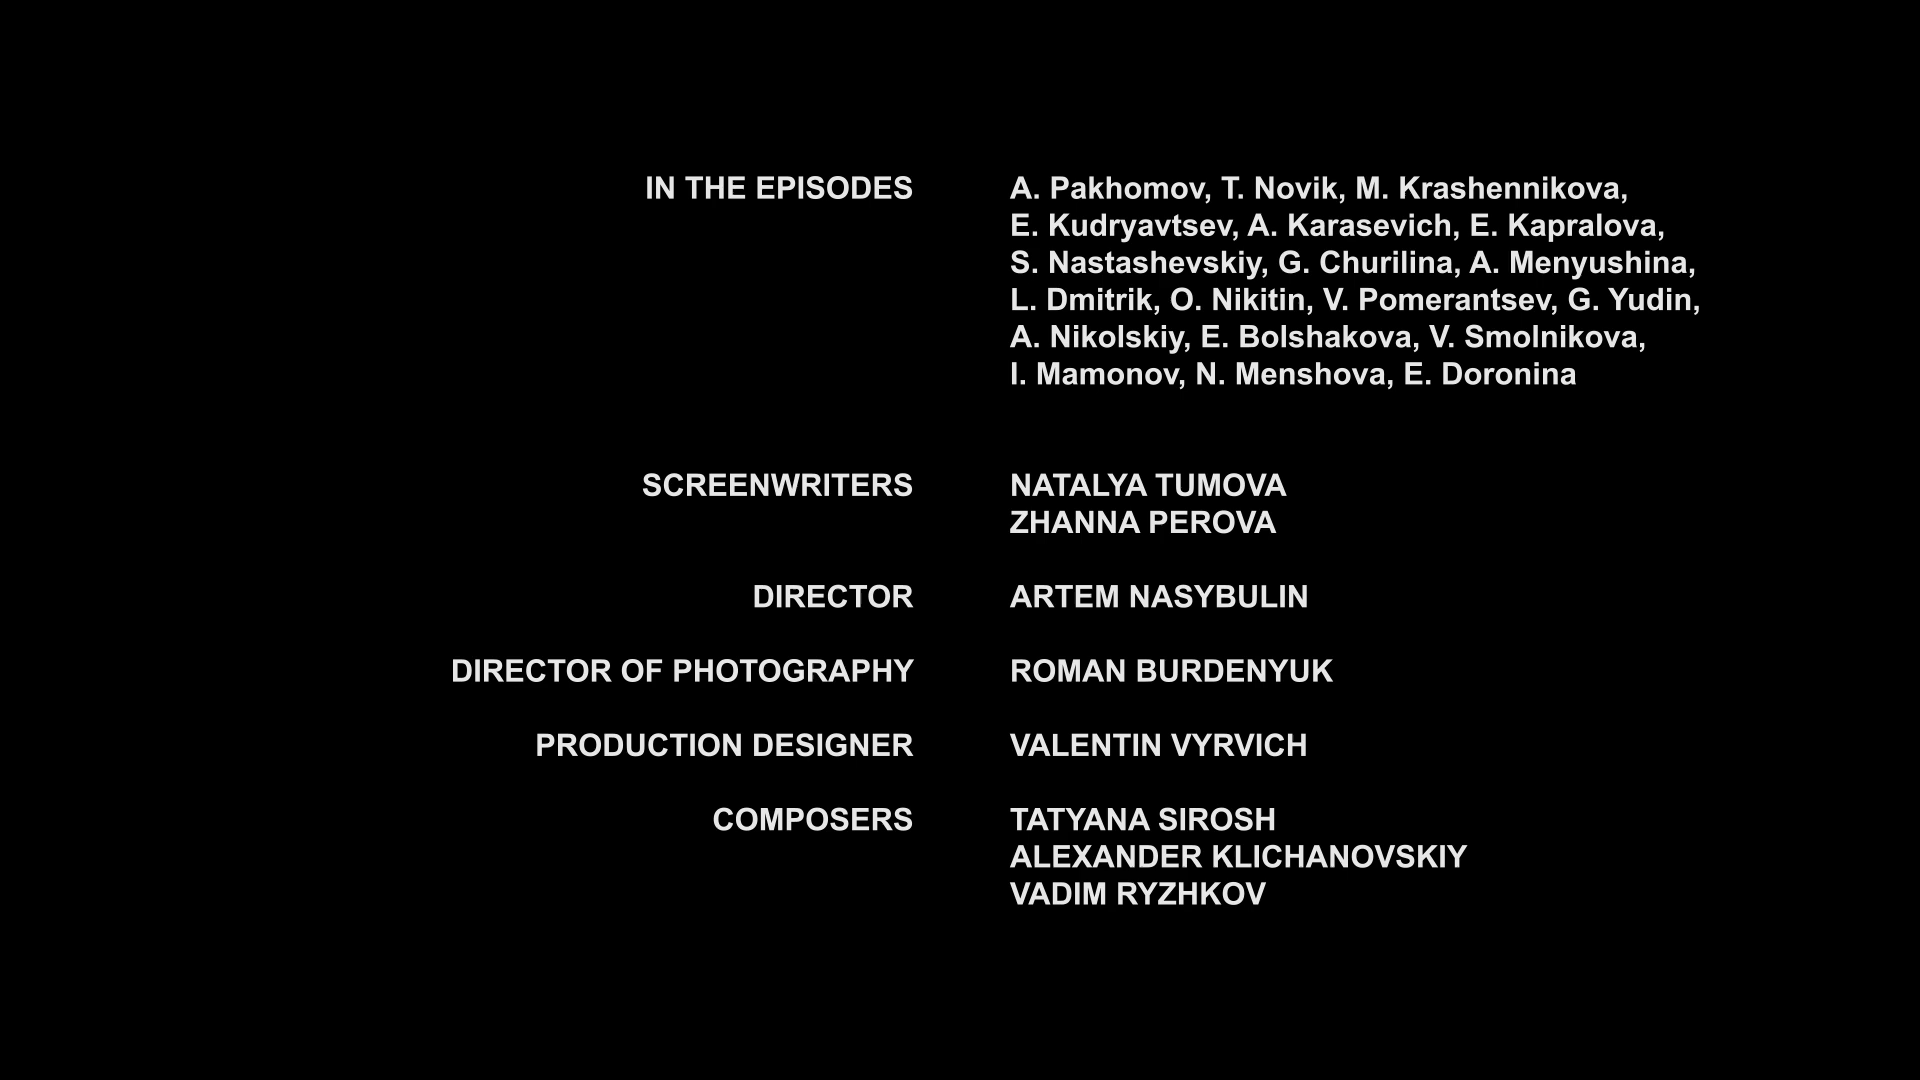 IN THE EPISODES A. Pakhomov, T. Novik, M. Krashennikova,
E. Kudryavtsev, A. Karasevich, E. Kapralova,
S. Nastashevskiy, G. Churilina, A. Menyushina,
L. Dmitrik, O. Nikitin, V. Pomerantsev, G. Yudin,
A. Nikolskiy, E. Bolshakova, V. Smolnikova,
I. Mamonov, N. Menshova, E. Doronina
SCREENWRITERS NATALYA TUMOVA
ZHANNA PEROVA
DIRECTOR ARTEM NASYBULIN
DIRECTOR OF PHOTOGRAPHY ROMAN BURDENYUK
PRODUCTION DESIGNER VALENTIN VYRVICH
COMPOSERS TATYANA SIROSH
ALEXANDER KLICHANOVSKIY
VADIM RYZHKOV